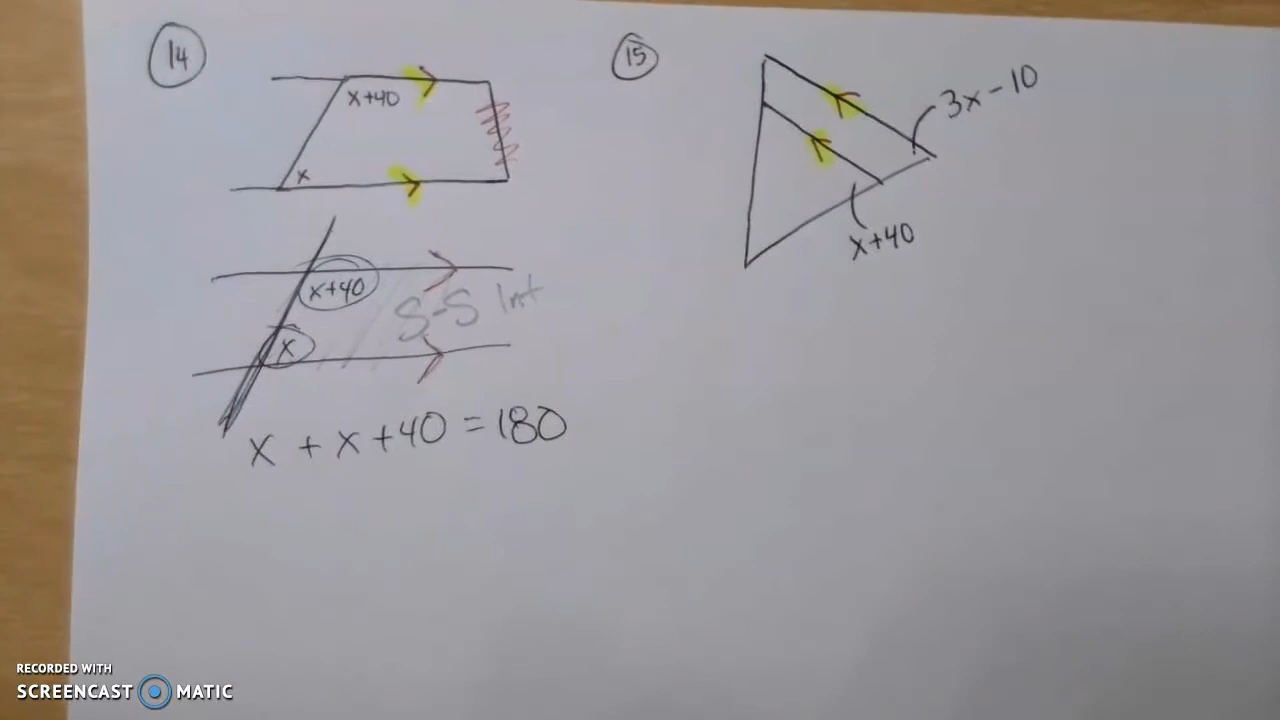 14
x+40
x
x+40
S-S Int
x
x + x + 40 = 180
15
3x - 10
x+40
RECORDED WITH
SCREENCAST MATIC